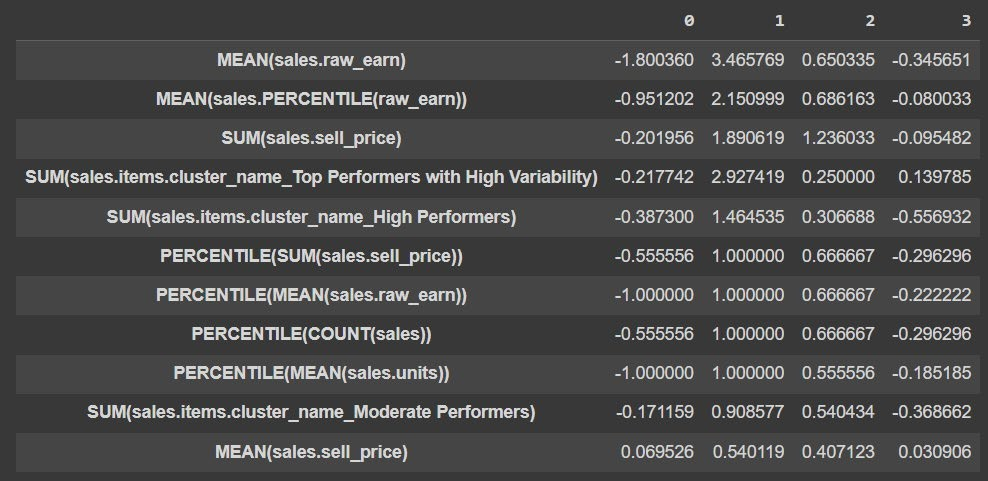 0 1 2 3
MEAN(sales.raw_earn) -1.800360 3.465769 0.650335 -0.345651
MEAN(sales.PERCENTILE(raw_earn)) -0.951202 2.150999 0.686163 -0.080033
SUM(sales.sell_price) -0.201956 1.890619 1.236033 -0.095482
SUM(sales.items.cluster_name_Top Performers with High Variability) -0.217742 2.927419 0.250000 0.139785
SUM(sales.items.cluster_name_High Performers) -0.387300 1.464535 0.306688 -0.556932
PERCENTILE(SUM(sales.sell_price)) -0.555556 1.000000 0.666667 -0.296296
PERCENTILE(MEAN(sales.raw_earn)) -1.000000 1.000000 0.666667 -0.222222
PERCENTILE(COUNT(sales)) -0.555556 1.000000 0.666667 -0.296296
PERCENTILE(MEAN(sales.units)) -1.000000 1.000000 0.555556 -0.185185
SUM(sales.items.cluster_name_Moderate Performers) -0.171159 0.908577 0.540434 -0.368662
MEAN(sales.sell_price) 0.069526 0.540119 0.407123 0.030906